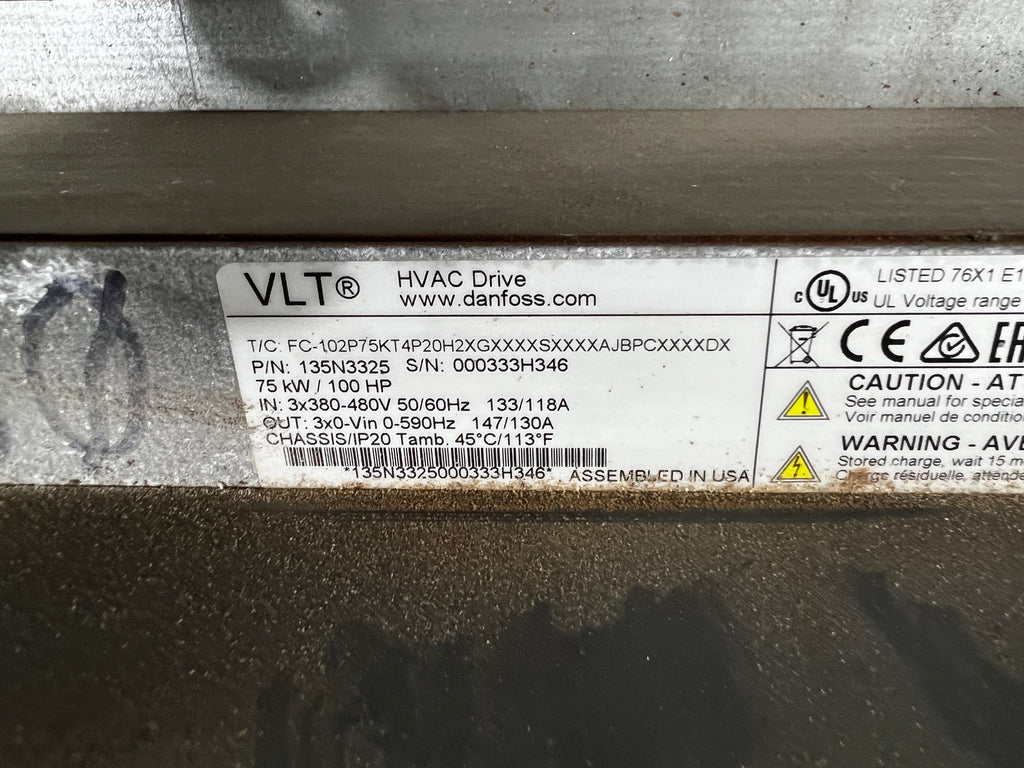 VLT® HVAC Drive
www.danfoss.com
T/C: FC-102P75KT4P20H2XGXXXXSXXXXAJBPCXXXXDX
P/N: 135N3325 S/N: 000333H346
75 kW / 100 HP
IN: 3x380-480V 50/60Hz 133/118A
OUT: 3x0-Vin 0-590Hz 147/130A
CHASSIS/IP20 Tamb. 45°C/113°F
*135N3325000333H346* ASSEMBLED IN USA
c UL us LISTED 76X1 E1
UL Voltage range
CE
CAUTION - AT
See manual for specia
Voir manuel de conditio
WARNING - AVE
Stored charge, wait 15 m
Charge résiduelle, attende